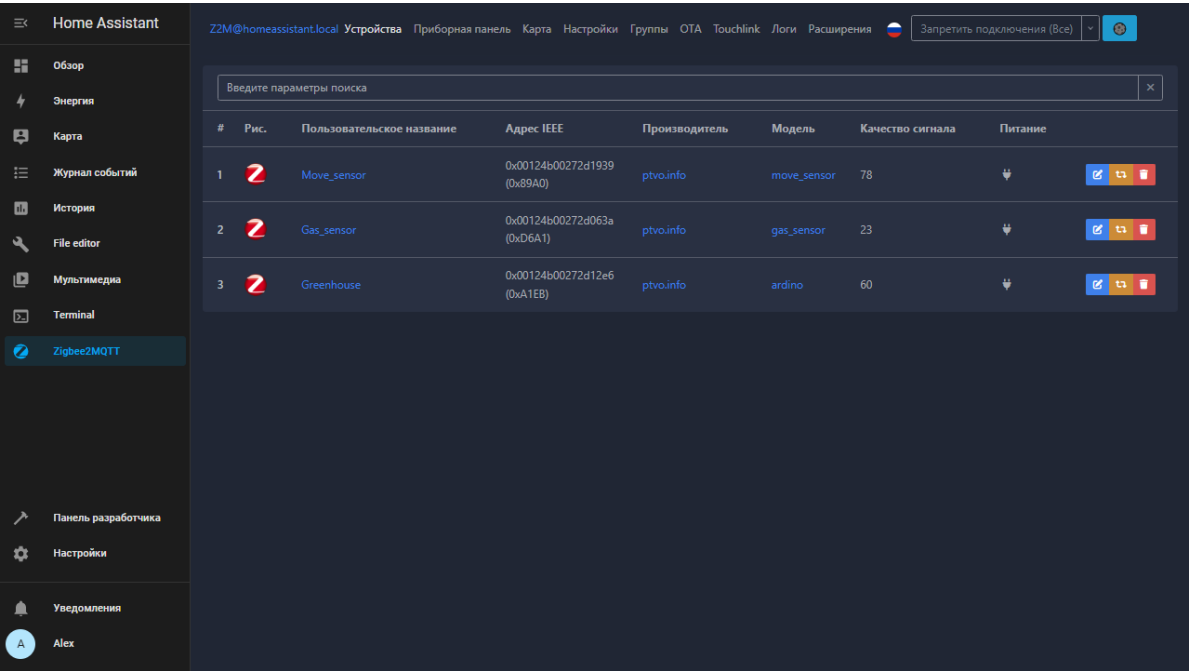 Home Assistant
Обзор
Энергия
Карта
Журнал событий
История
File editor
Мультимедиа
Terminal
Zigbee2MQTT
Панель разработчика
Настройки
Уведомления
A Alex
Z2M@homeassistant.local Устройства Приборная панель Карта Настройки Группы OTA Touchlink Логи Расширения Запретить подключения (Все)
Введите параметры поиска
# Рис. Пользовательское название Адрес IEEE Производитель Модель Качество сигнала Питание
1 Move_sensor 0x00124b00272d1939 (0x89A0) ptvo.info move_sensor 78
2 Gas_sensor 0x00124b00272d063a (0xD6A1) ptvo.info gas_sensor 23
3 Greenhouse 0x00124b00272d12e6 (0xA1EB) ptvo.info ardino 60